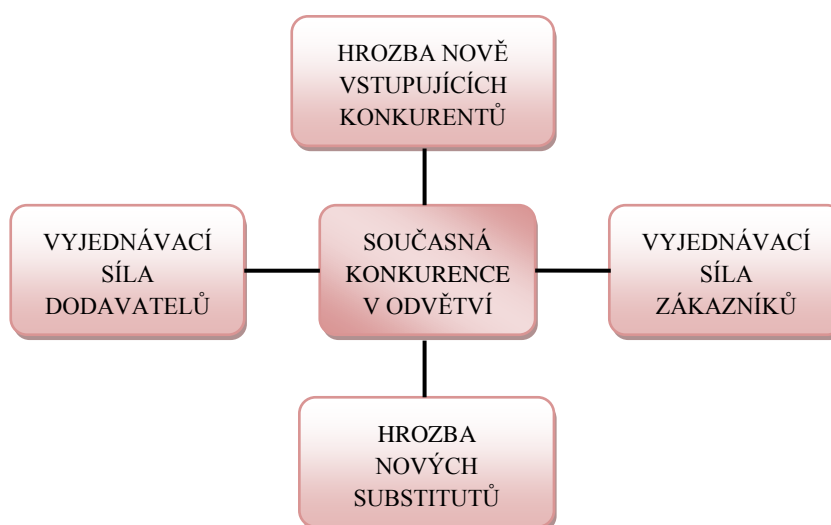 HROZBA NOVĚ
VSTUPUJÍCÍCH
KONKURENTŮ
VYJEDNÁVACÍ
SÍLA
DODAVATELŮ
SOUČASNÁ
KONKURENCE
V ODVĚTVÍ
VYJEDNÁVACÍ
SÍLA
ZÁKAZNÍKŮ
HROZBA
NOVÝCH
SUBSTITUTŮ